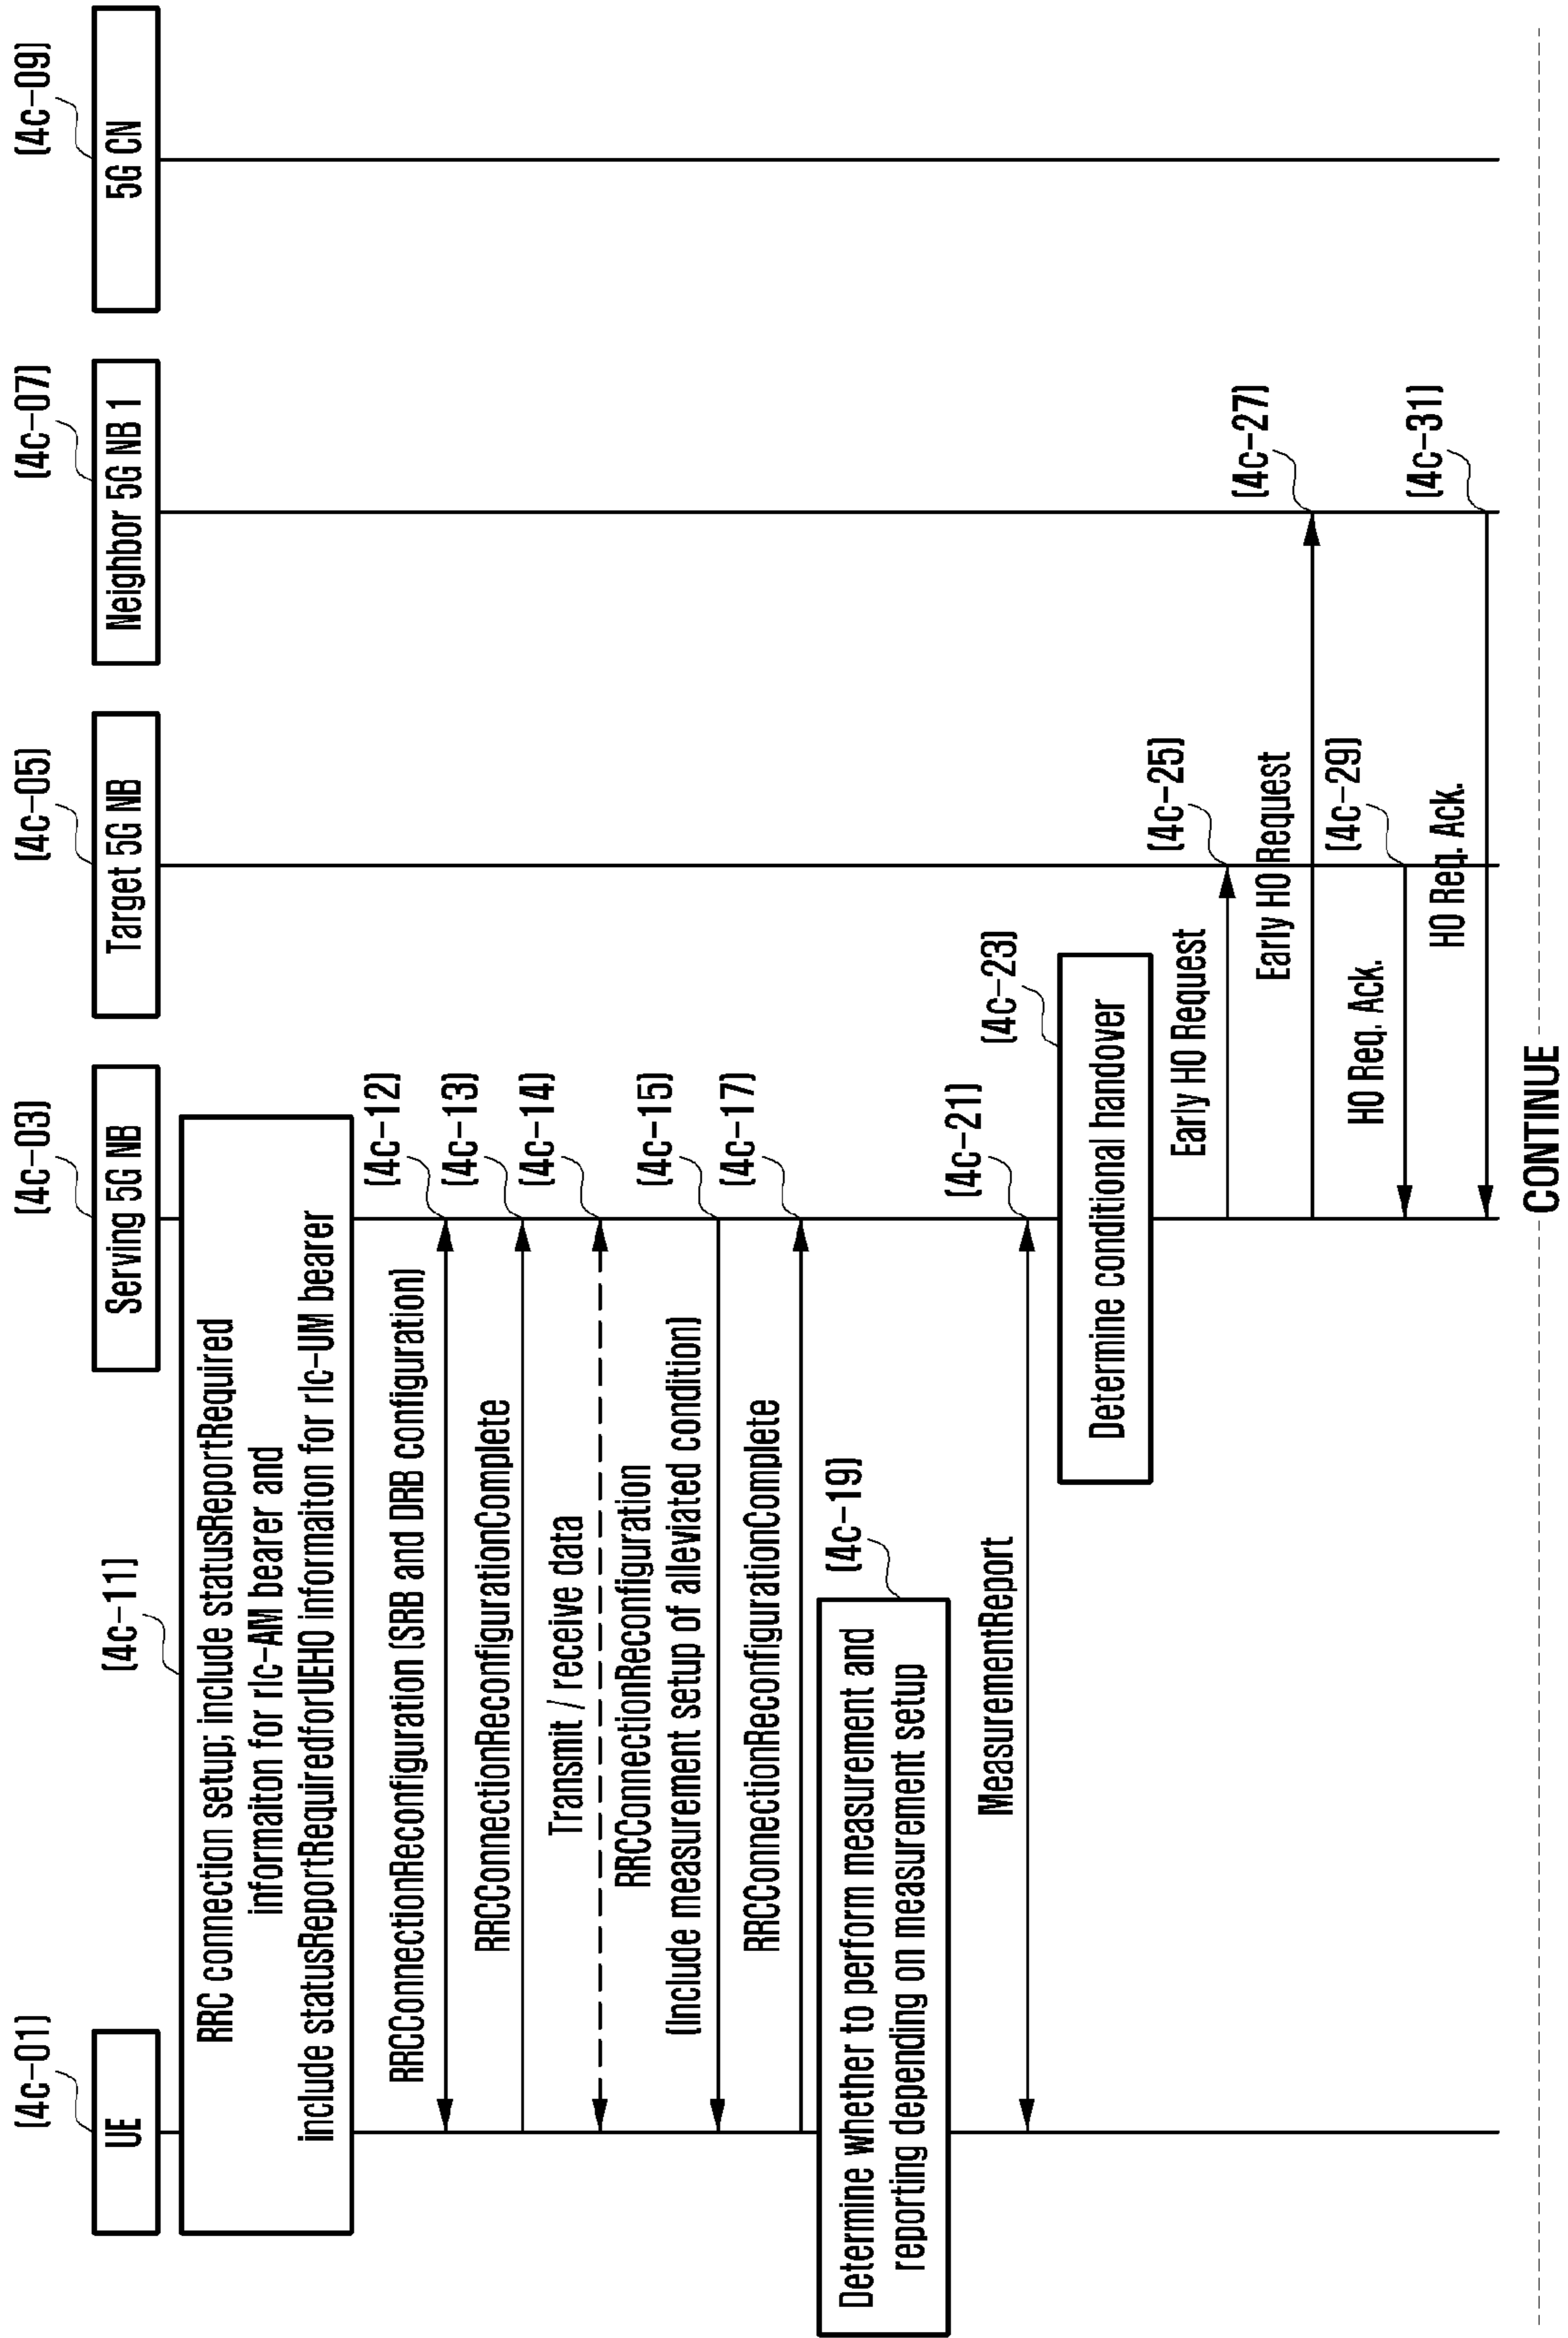 (4c-01)
(4c-03)
(4c-05)
(4c-07)
(4c-09)
UE
Serving 5G NB
Target 5G NB
Neighbor 5G NB 1
5G CN
(4c-11)
RRC connection setup; include statusReportRequired
informaiton for rlc-AM bearer and
include statusReportRequiredforUEHO informaiton for rlc-UM bearer
(4c-12)
RRCConnectionReconfiguration (SRB and DRB configuration)
(4c-13)
RRCConnectionReconfigurationComplete
(4c-14)
Transmit / receive data
RRCConnectionReconfiguration
(4c-15)
(Include measurement setup of alleviated condition)
(4c-17)
RRCConnectionReconfigurationComplete
(4c-19)
Determine whether to perform measurement and
reporting depending on measurement setup
(4c-21)
MeasurementReport
(4c-23)
Determine conditional handover
(4c-25)
Early HO Request
(4c-27)
Early HO Request
(4c-29)
HO Req. Ack.
(4c-31)
HO Req. Ack.
CONTINUE